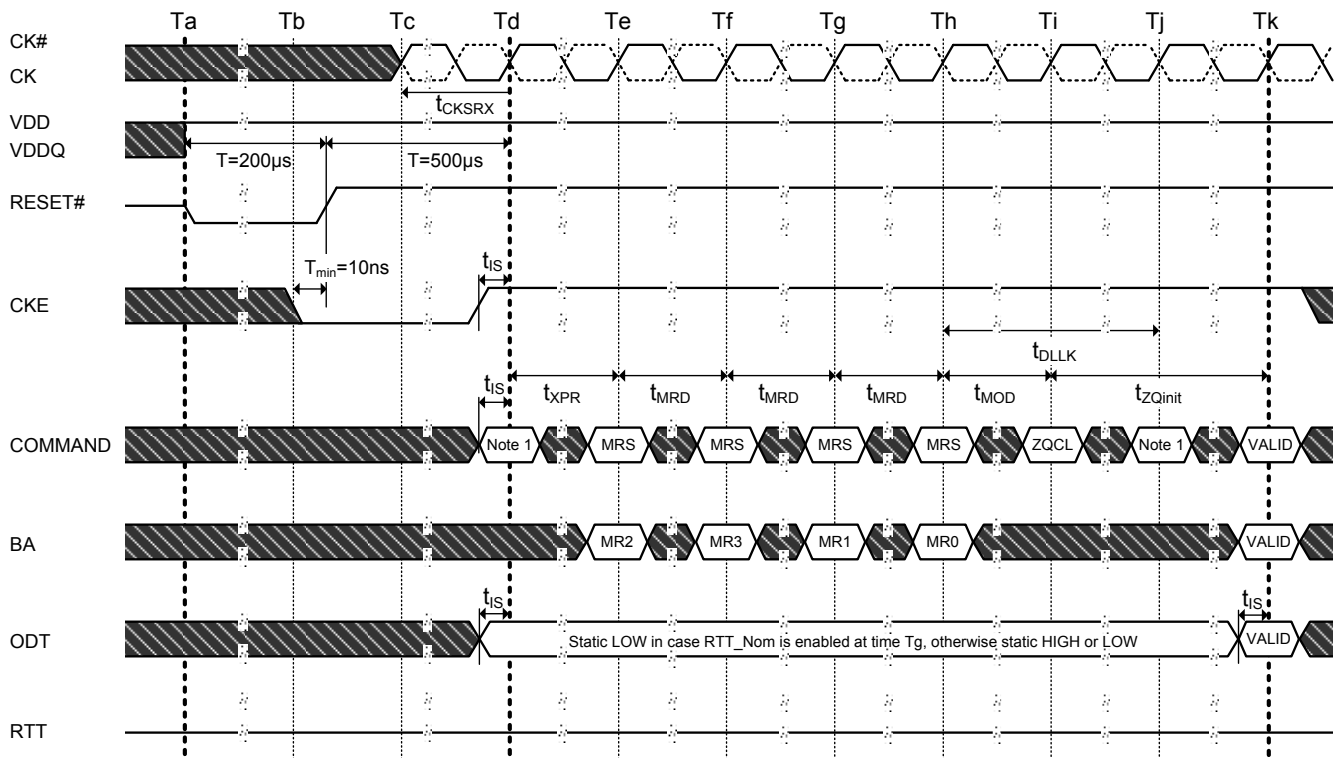 Ta Tb Tc Td Te Tf Tg Th Ti Tj Tk
CK#
CK
tCKSRX
VDD
VDDQ
T=200µs T=500µs
RESET#
Tmin=10ns
tIS
CKE
tDLLK
tIS tXPR tMRD tMRD tMRD tMOD tZQinit
COMMAND Note 1 MRS MRS MRS MRS ZQCL Note 1 VALID
BA MR2 MR3 MR1 MR0 VALID
tIS tIS
ODT Static LOW in case RTT_Nom is enabled at time Tg, otherwise static HIGH or LOW VALID
RTT